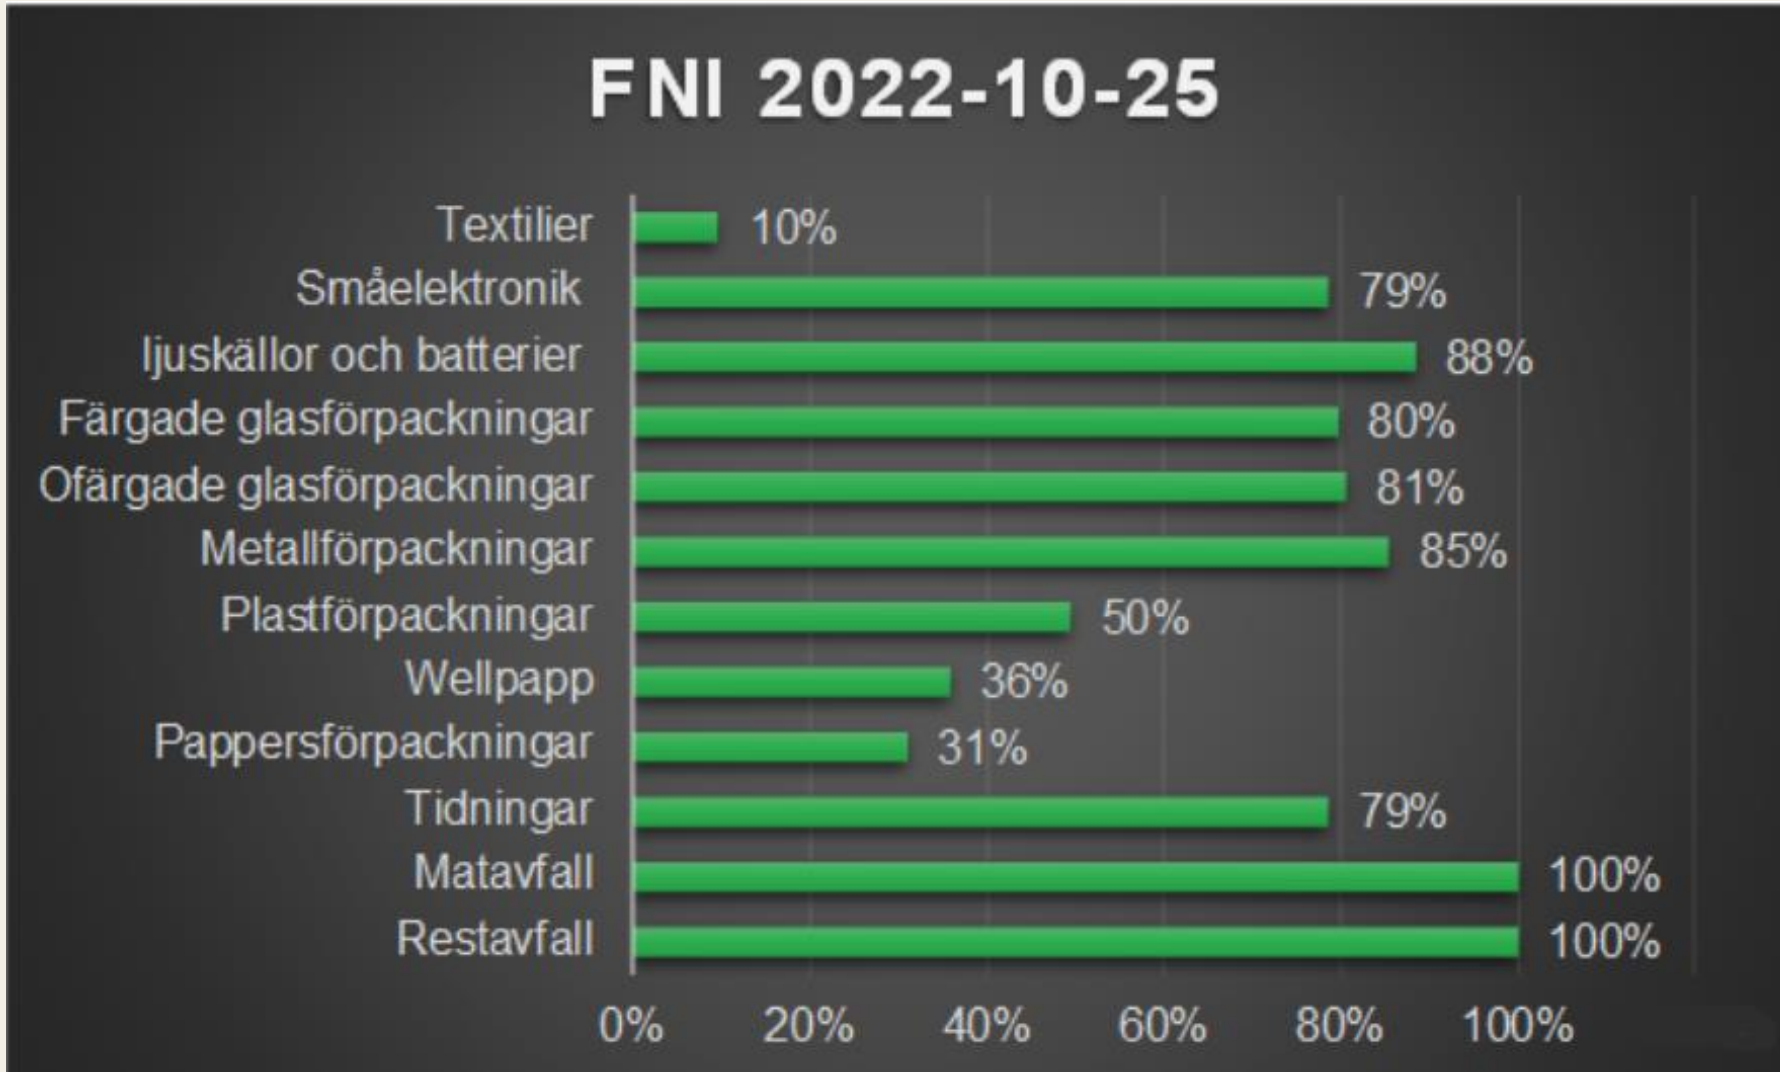 FNI 2022-10-25
Textilier 10%
Småelektronik 79%
ljuskällor och batterier 88%
Färgade glasförpackningar 80%
Ofärgade glasförpackningar 81%
Metallförpackningar 85%
Plastförpackningar 50%
Wellpapp 36%
Pappersförpackningar 31%
Tidningar 79%
Matavfall 100%
Restavfall 100%
0% 20% 40% 60% 80% 100%